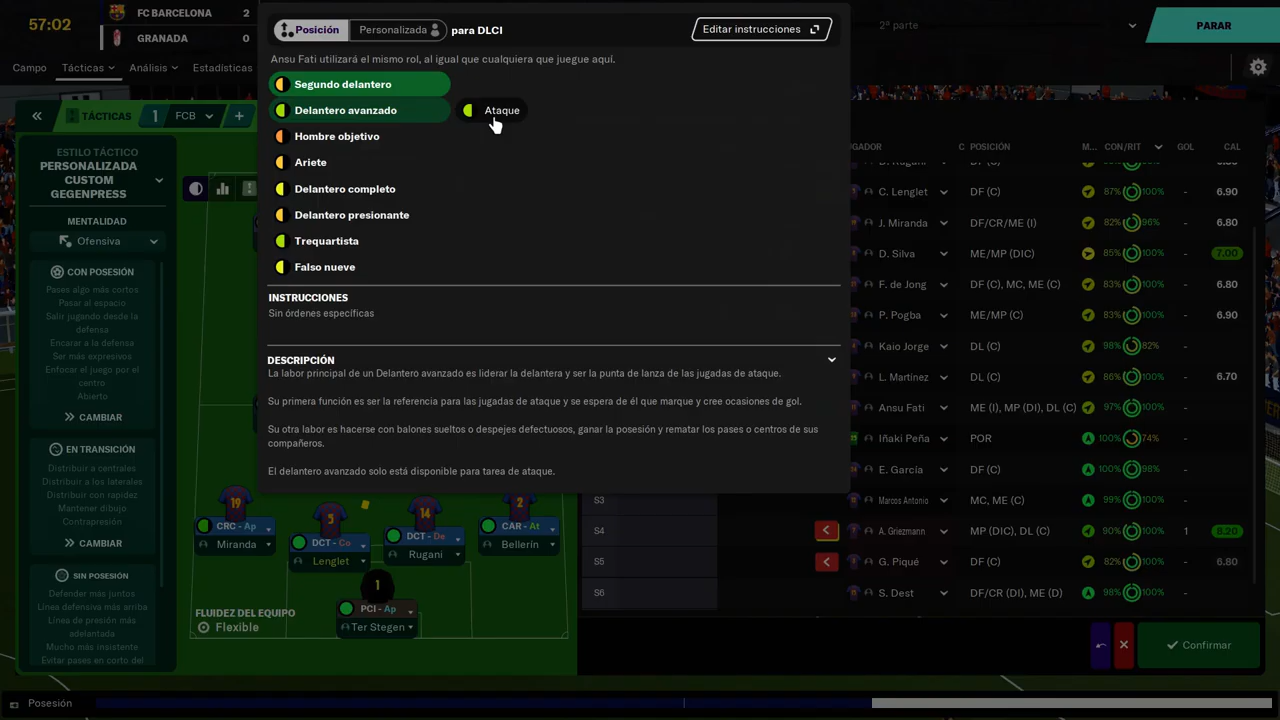 57:02
FC BARCELONA 2
GRANADA 0
Campo
Tácticas
Análisis
Estadísticas
2ª parte
PARAR
Posición
Personalizada
para DLCI
Editar instrucciones
Ansu Fati utilizará el mismo rol, al igual que cualquiera que juegue aquí.
Segundo delantero
Delantero avanzado
Ataque
Hombre objetivo
Ariete
Delantero completo
Delantero presionante
Trequartista
Falso nueve
INSTRUCCIONES
Sin órdenes específicas
DESCRIPCIÓN
La labor principal de un Delantero avanzado es liderar la delantera y ser la punta de lanza de las jugadas de ataque.
Su primera función es ser la referencia para las jugadas de ataque y se espera de él que marque y cree ocasiones de gol.
Su otra labor es hacerse con balones sueltos o despejes defectuosos, ganar la posesión y rematar los pases o centros de sus
compañeros.
El delantero avanzado solo está disponible para tarea de ataque.
TÁCTICAS
1 FCB
ESTILO TÁCTICO
PERSONALIZADA
CUSTOM
GEGENPRESS
MENTALIDAD
Ofensiva
CON POSESIÓN
Pases algo más cortos
Pasar al espacio
Salir jugando desde la
defensa
Encarar a la defensa
Ser más expresivos
Enfocar el juego por el
centro
Abierto
CAMBIAR
EN TRANSICIÓN
Distribuir a centrales
Distribuir a los laterales
Distribuir con rapidez
Mantener dibujo
Contrapresión
CAMBIAR
SIN POSESIÓN
Defender más juntos
Línea defensiva más arriba
Línea de presión más
adelantada
Mucho más insistente
Evitar pases en corto del
19
CRC - Ap
Miranda
5
DCT - Co
Lenglet
14
DCT - De
Rugani
2
CAR - At
Bellerín
1
PCI - Ap
Ter Stegen
FLUIDEZ DEL EQUIPO
Flexible
S3
S4
S5
S6
JUGADOR C POSICIÓN M... CON/RIT GOL CAL
D. Rugani DF (C)
C. Lenglet DF (C) 87% 100% - 6.90
J. Miranda DF/CR/ME (I) 82% 96% - 6.80
D. Silva ME/MP (DIC) 85% 100% - 7.00
F. de Jong DF (C), MC, ME (C) 83% 100% - 6.80
P. Pogba ME/MP (C) 83% 100% - 6.90
Kaio Jorge DL (C) 98% 82% -
L. Martínez DL (C) 86% 100% - 6.70
Ansu Fati ME (I), MP (DI), DL (C) 97% 100% -
Iñaki Peña POR 100% 74% -
E. García DF (C) 100% 98% -
Marcos Antonio MC, ME (C) 99% 100% -
A. Griezmann MP (DIC), DL (C) 90% 100% 1 8.20
G. Piqué DF (C) 82% 100% - 6.80
S. Dest DF/CR (DI), ME (D) 98% 100% -
Confirmar
Posesión